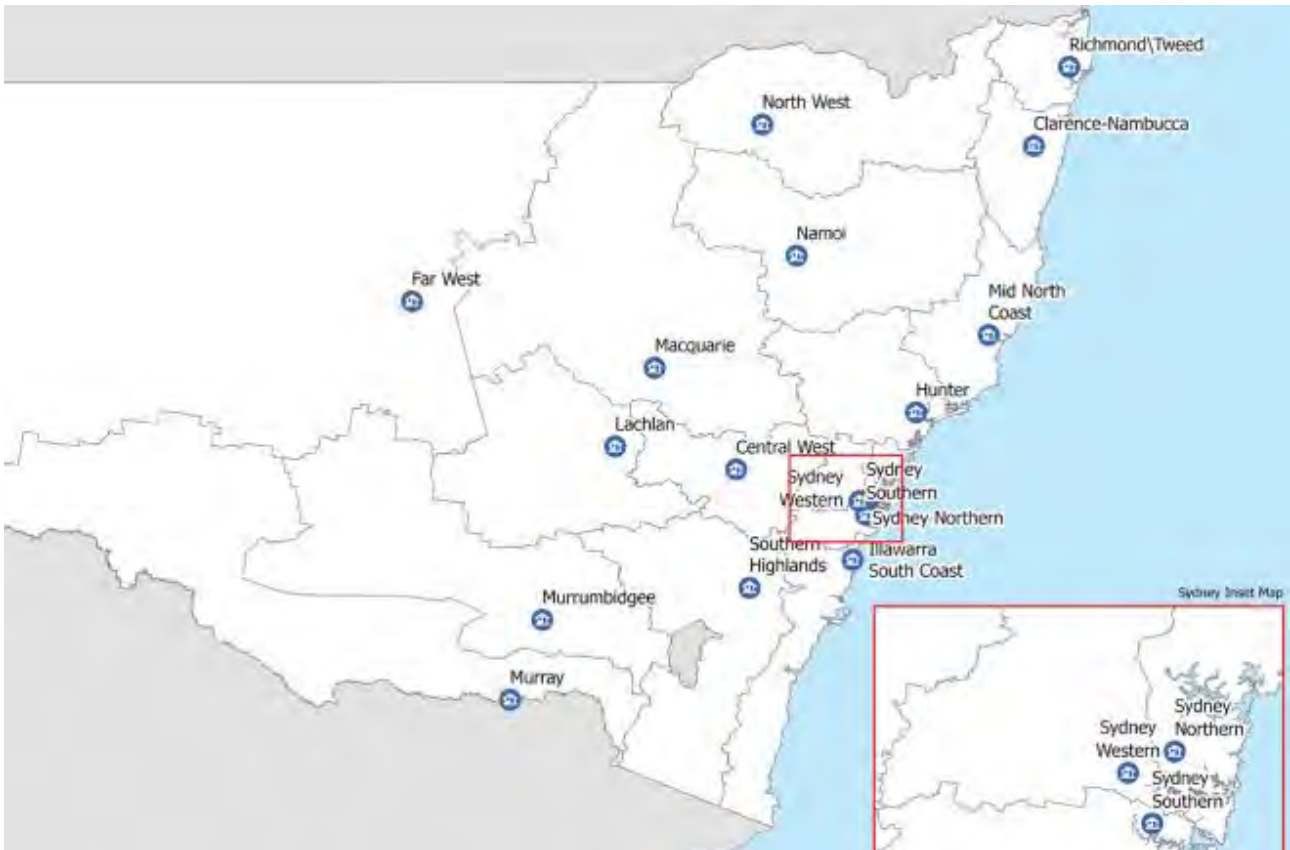 Richmond\Tweed
North West
Clarence-Nambucca
Namoi
Far West
Mid North
Coast
Macquarie
Hunter
Lachlan
Central West
Sydney
Western
Sydney
Southern
Sydney Northern
Southern
Highlands
Illawarra
South Coast
Murrumbidgee
Murray
Sydney Inset Map
Sydney
Northern
Sydney
Western
Sydney
Southern